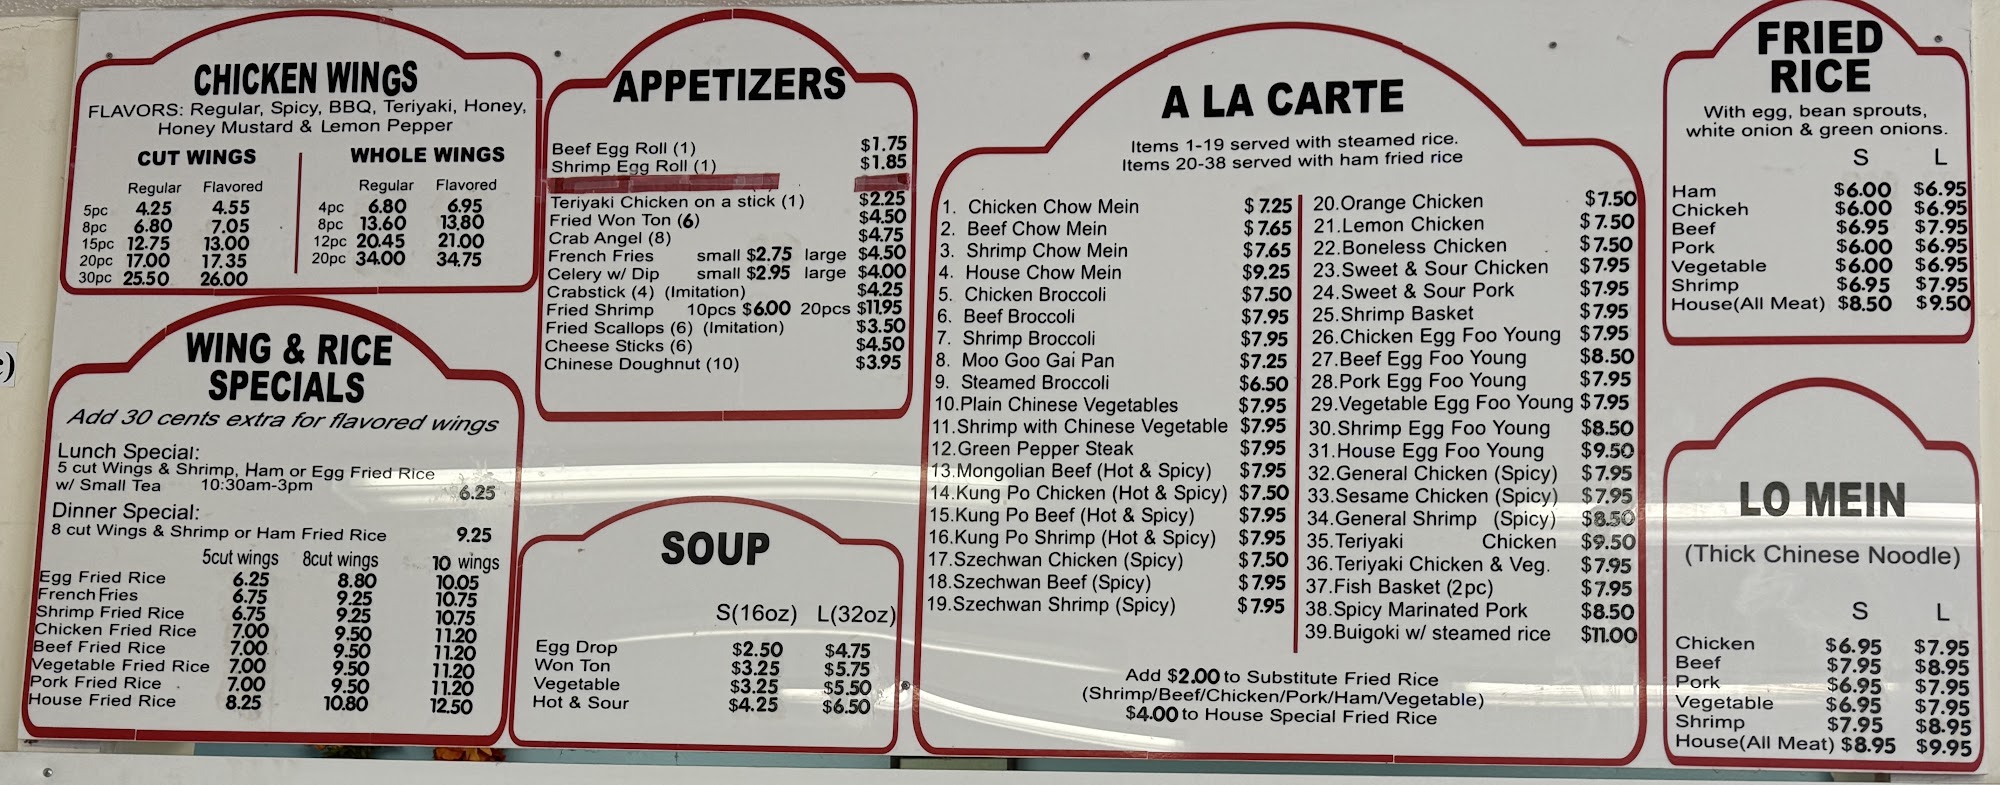 CHICKEN WINGS
FLAVORS: Regular, Spicy, BBQ, Teriyaki, Honey,
Honey Mustard & Lemon Pepper
CUT WINGS
Regular Flavored
5pc 4.25 4.55
8pc 6.80 7.05
15pc 12.75 13.00
20pc 17.00 17.35
30pc 25.50 26.00
WHOLE WINGS
Regular Flavored
4pc 6.80 6.95
8pc 13.60 13.80
12pc 20.45 21.00
20pc 34.00 34.75
WING & RICE
SPECIALS
Add 30 cents extra for flavored wings
Lunch Special:
5 cut Wings & Shrimp, Ham or Egg Fried Rice
w/ Small Tea 10:30am-3pm 6.25
Dinner Special:
8 cut Wings & Shrimp or Ham Fried Rice 9.25
5cut wings 8cut wings 10 wings
Egg Fried Rice 6.25 8.80 10.05
French Fries 6.75 9.25 10.75
Shrimp Fried Rice 6.75 9.25 10.75
Chicken Fried Rice 7.00 9.50 11.20
Beef Fried Rice 7.00 9.50 11.20
Vegetable Fried Rice 7.00 9.50 11.20
Pork Fried Rice 7.00 9.50 11.20
House Fried Rice 8.25 10.80 12.50
APPETIZERS
Beef Egg Roll (1) $1.75
Shrimp Egg Roll (1) $1.85
Teriyaki Chicken on a stick (1) $2.25
Fried Won Ton (6) $4.50
Crab Angel (8) $4.75
French Fries small $2.75 large $4.50
Celery w/ Dip small $2.95 large $4.00
Crabstick (4) (Imitation) $4.25
Fried Shrimp 10pcs $6.00 20pcs $11.95
Fried Scallops (6) (Imitation) $3.50
Cheese Sticks (6) $4.50
Chinese Doughnut (10) $3.95
SOUP
S(16oz) L(32oz)
Egg Drop $2.50 $4.75
Won Ton $3.25 $5.75
Vegetable $3.25 $5.50
Hot & Sour $4.25 $6.50
A LA CARTE
Items 1-19 served with steamed rice.
Items 20-38 served with ham fried rice
1. Chicken Chow Mein $7.25
2. Beef Chow Mein $7.65
3. Shrimp Chow Mein $7.65
4. House Chow Mein $9.25
5. Chicken Broccoli $7.50
6. Beef Broccoli $7.95
7. Shrimp Broccoli $7.95
8. Moo Goo Gai Pan $7.25
9. Steamed Broccoli $6.50
10.Plain Chinese Vegetables $7.95
11.Shrimp with Chinese Vegetable $7.95
12.Green Pepper Steak $7.95
13.Mongolian Beef (Hot & Spicy) $7.95
14.Kung Po Chicken (Hot & Spicy) $7.50
15.Kung Po Beef (Hot & Spicy) $7.95
16.Kung Po Shrimp (Hot & Spicy) $7.95
17.Szechwan Chicken (Spicy) $7.50
18.Szechwan Beef (Spicy) $7.95
19.Szechwan Shrimp (Spicy) $7.95
20.Orange Chicken $7.50
21.Lemon Chicken $7.50
22.Boneless Chicken $7.50
23.Sweet & Sour Chicken $7.95
24.Sweet & Sour Pork $7.95
25.Shrimp Basket $7.95
26.Chicken Egg Foo Young $7.95
27.Beef Egg Foo Young $8.50
28.Pork Egg Foo Young $7.95
29.Vegetable Egg Foo Young $7.95
30.Shrimp Egg Foo Young $8.50
31.House Egg Foo Young $9.50
32.General Chicken (Spicy) $7.95
33.Sesame Chicken (Spicy) $7.95
34.General Shrimp (Spicy) $8.50
35.Teriyaki Chicken $9.50
36.Teriyaki Chicken & Veg. $7.95
37.Fish Basket (2pc) $7.95
38.Spicy Marinated Pork $8.50
39.Buigoki w/ steamed rice $11.00
Add $2.00 to Substitute Fried Rice
(Shrimp/Beef/Chicken/Pork/Ham/Vegetable)
$4.00 to House Special Fried Rice
FRIED
RICE
With egg, bean sprouts,
white onion & green onions.
S L
Ham $6.00 $6.95
Chickeh $6.00 $6.95
Beef $6.95 $7.95
Pork $6.00 $6.95
Vegetable $6.00 $6.95
Shrimp $6.95 $7.95
House(All Meat) $8.50 $9.50
LO MEIN
(Thick Chinese Noodle)
S L
Chicken $6.95 $7.95
Beef $7.95 $8.95
Pork $6.95 $7.95
Vegetable $6.95 $7.95
Shrimp $7.95 $8.95
House(All Meat) $8.95 $9.95